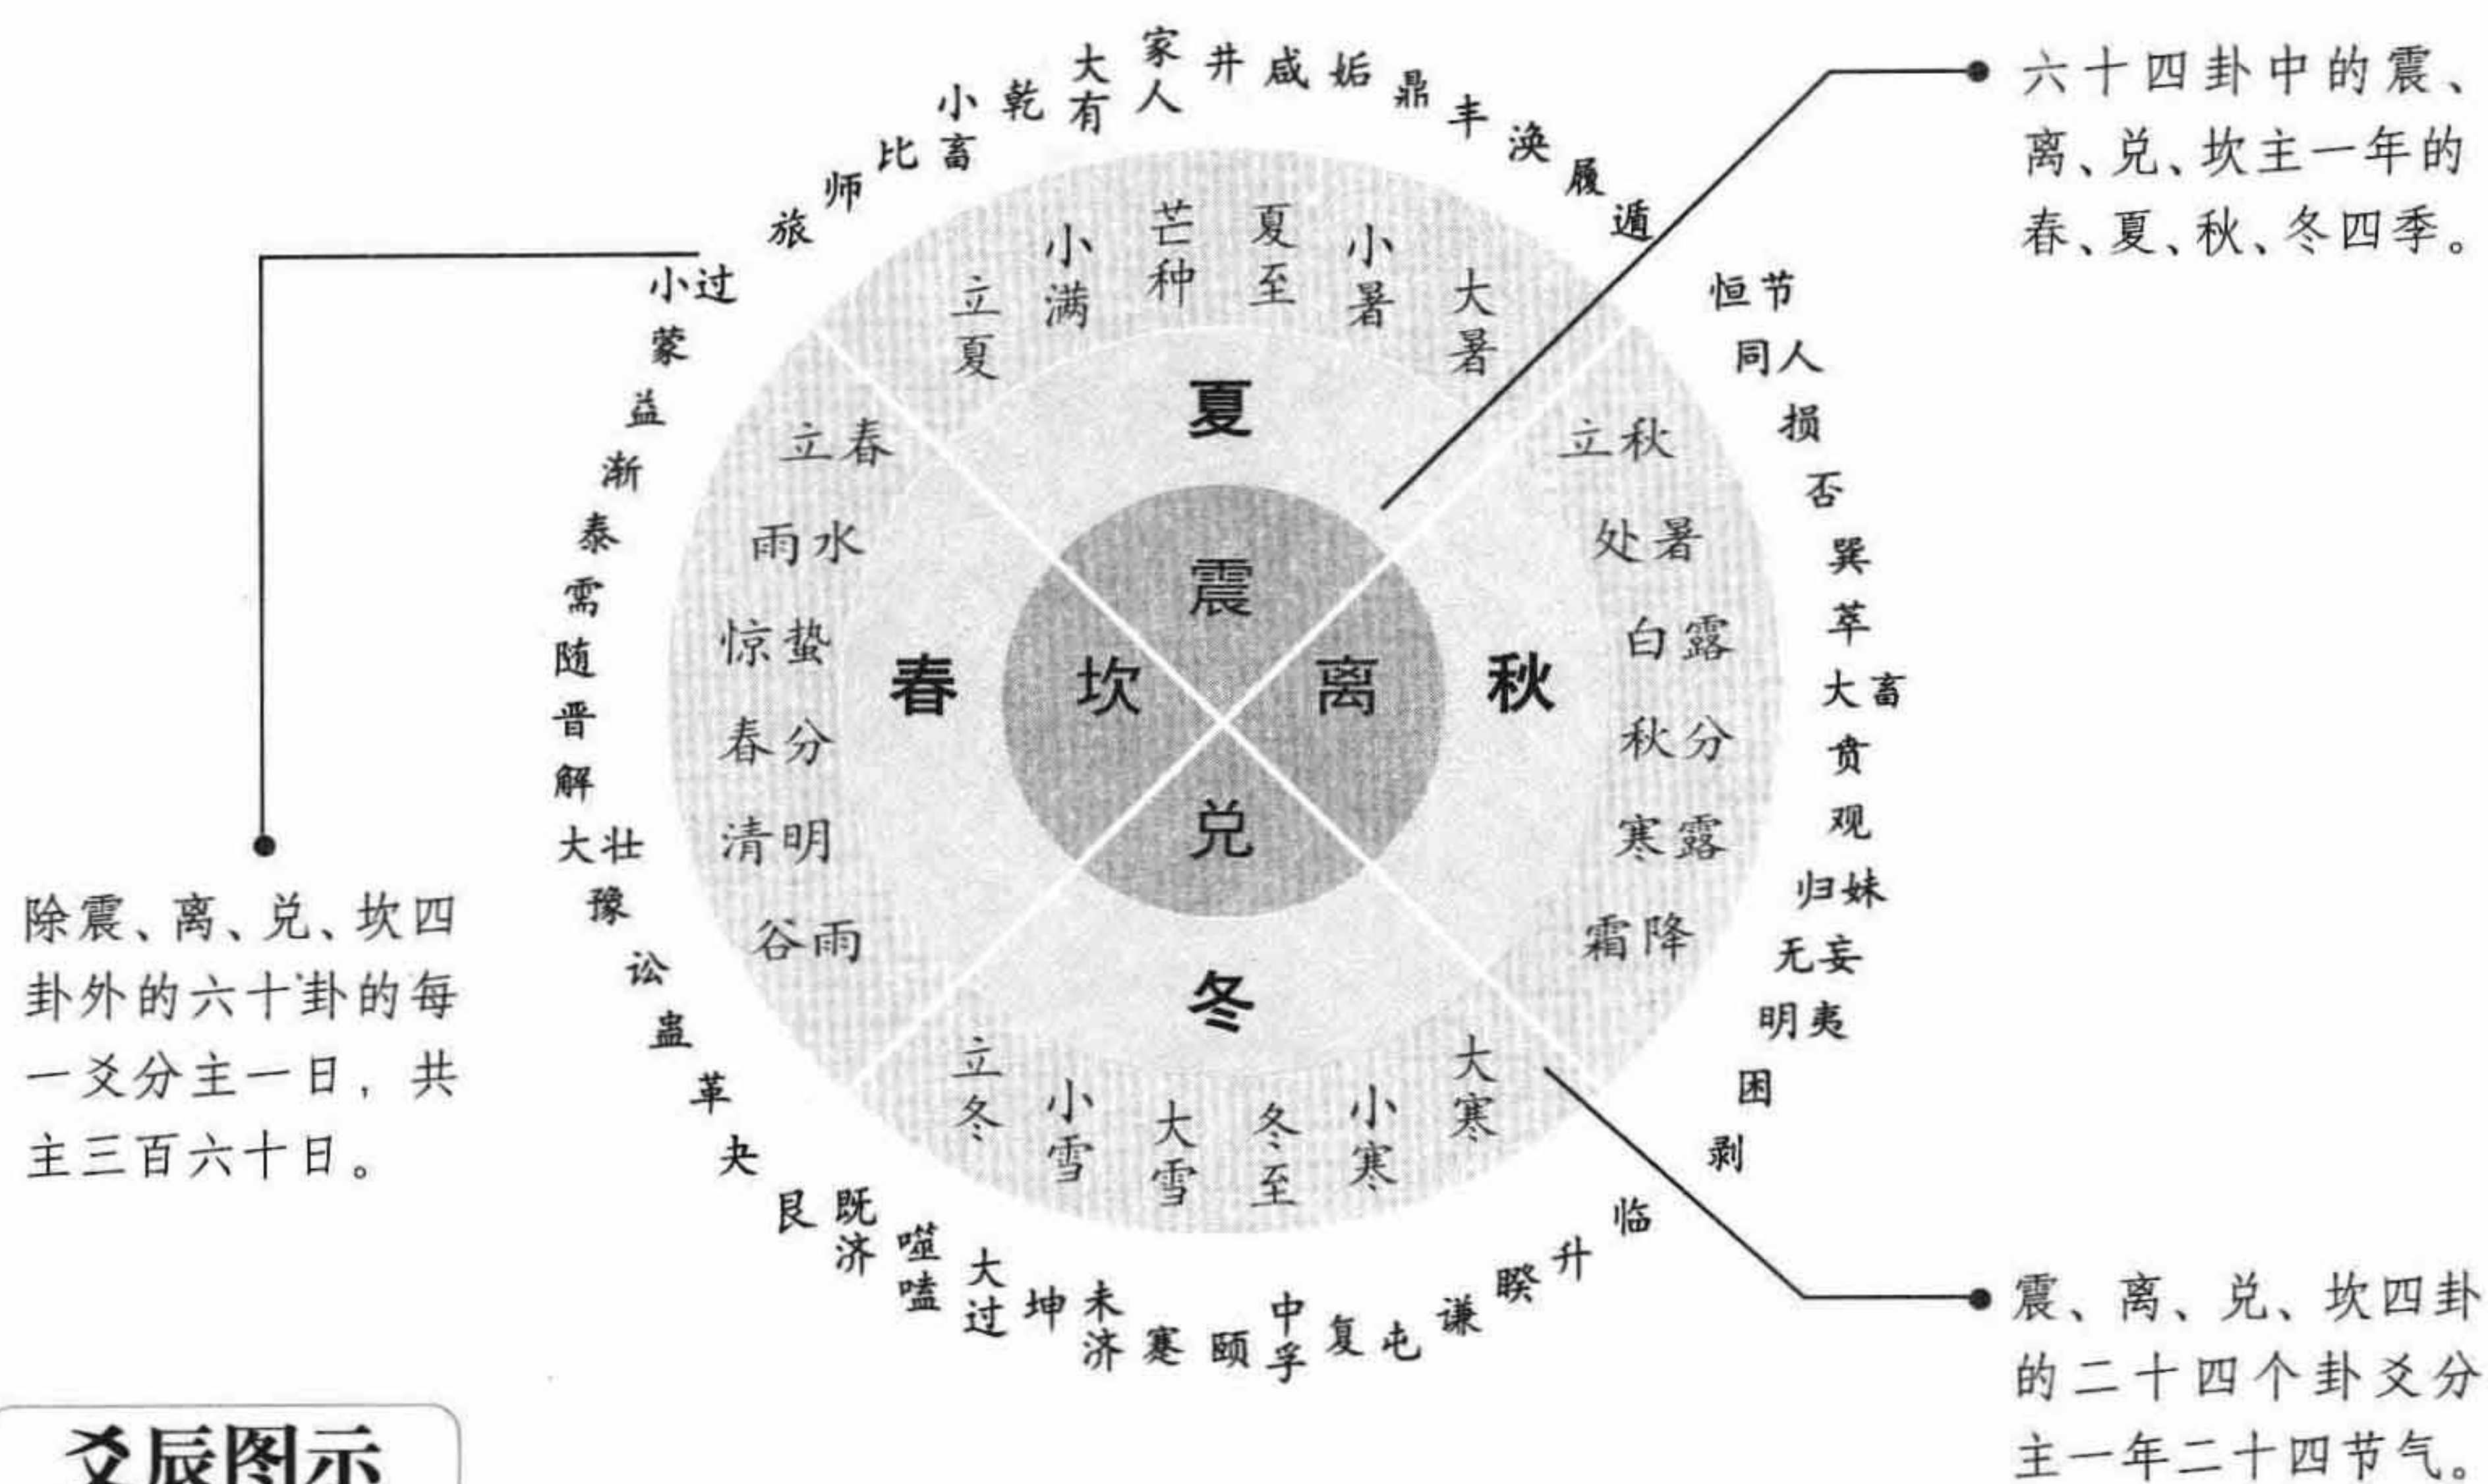 六十四卦中的震、
离、兑、坎主一年的
春、夏、秋、冬四季。
除震、离、兑、坎四
卦外的六十卦的每
一爻分主一日，共
主三百六十日。
震、离、兑、坎四卦
的二十四个卦爻分
主一年二十四节气。
旅
师
比
小畜
乾
大有
家人
井
咸
姤
鼎
丰
涣
履
遁
恒节
同人
损
否
巽
萃
大畜
贲
观
归妹
无妄
明夷
困
剥
临
升
睽
谦
屯
复
中孚
颐
蹇
未济
坤
大过
噬嗑
既济
艮
夬
革
蛊
讼
豫
大壮
解
晋
随
需
泰
渐
益
蒙
小过
立夏
小满
芒种
夏至
小暑
大暑
立秋
处暑
白露
秋分
寒露
霜降
大寒
小寒
冬至
大雪
小雪
立冬
谷雨
清明
春分
惊蛰
雨水
立春
夏
秋
冬
春
震
离
兑
坎
爻辰图示